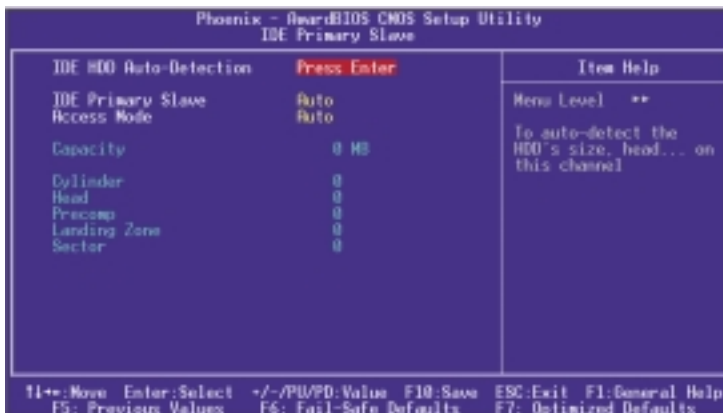 Phoenix - AwardBIOS CMOS Setup Utility
IDE Primary Slave
IDE HDD Auto-Detection Press Enter
IDE Primary Slave Auto
Access Mode Auto
Capacity 0 MB
Cylinder 0
Head 0
Precomp 0
Landing Zone 0
Sector 0
Item Help
Menu Level
To auto-detect the
HDD's size, head... on
this channel
↑↓→←:Move Enter:Select +/-/PU/PD:Value F10:Save ESC:Exit F1:General Help
F5: Previous Values F6: Fail-Safe Defaults F7: Optimized Defaults